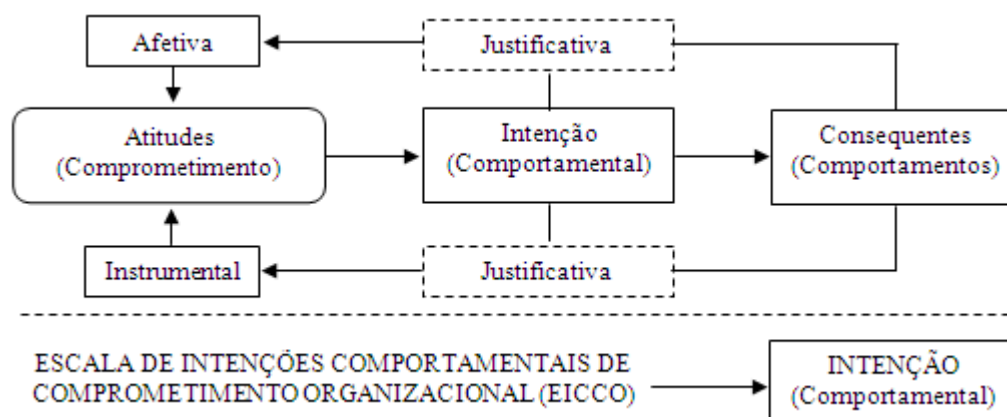 Afetiva
Justificativa
Atitudes
(Comprometimento)
Intenção
(Comportamental)
Consequentes
(Comportamentos)
Instrumental
Justificativa
ESCALA DE INTENÇÕES COMPORTAMENTAIS DE
COMPROMETIMENTO ORGANIZACIONAL (EICCO)
INTENÇÃO
(Comportamental)